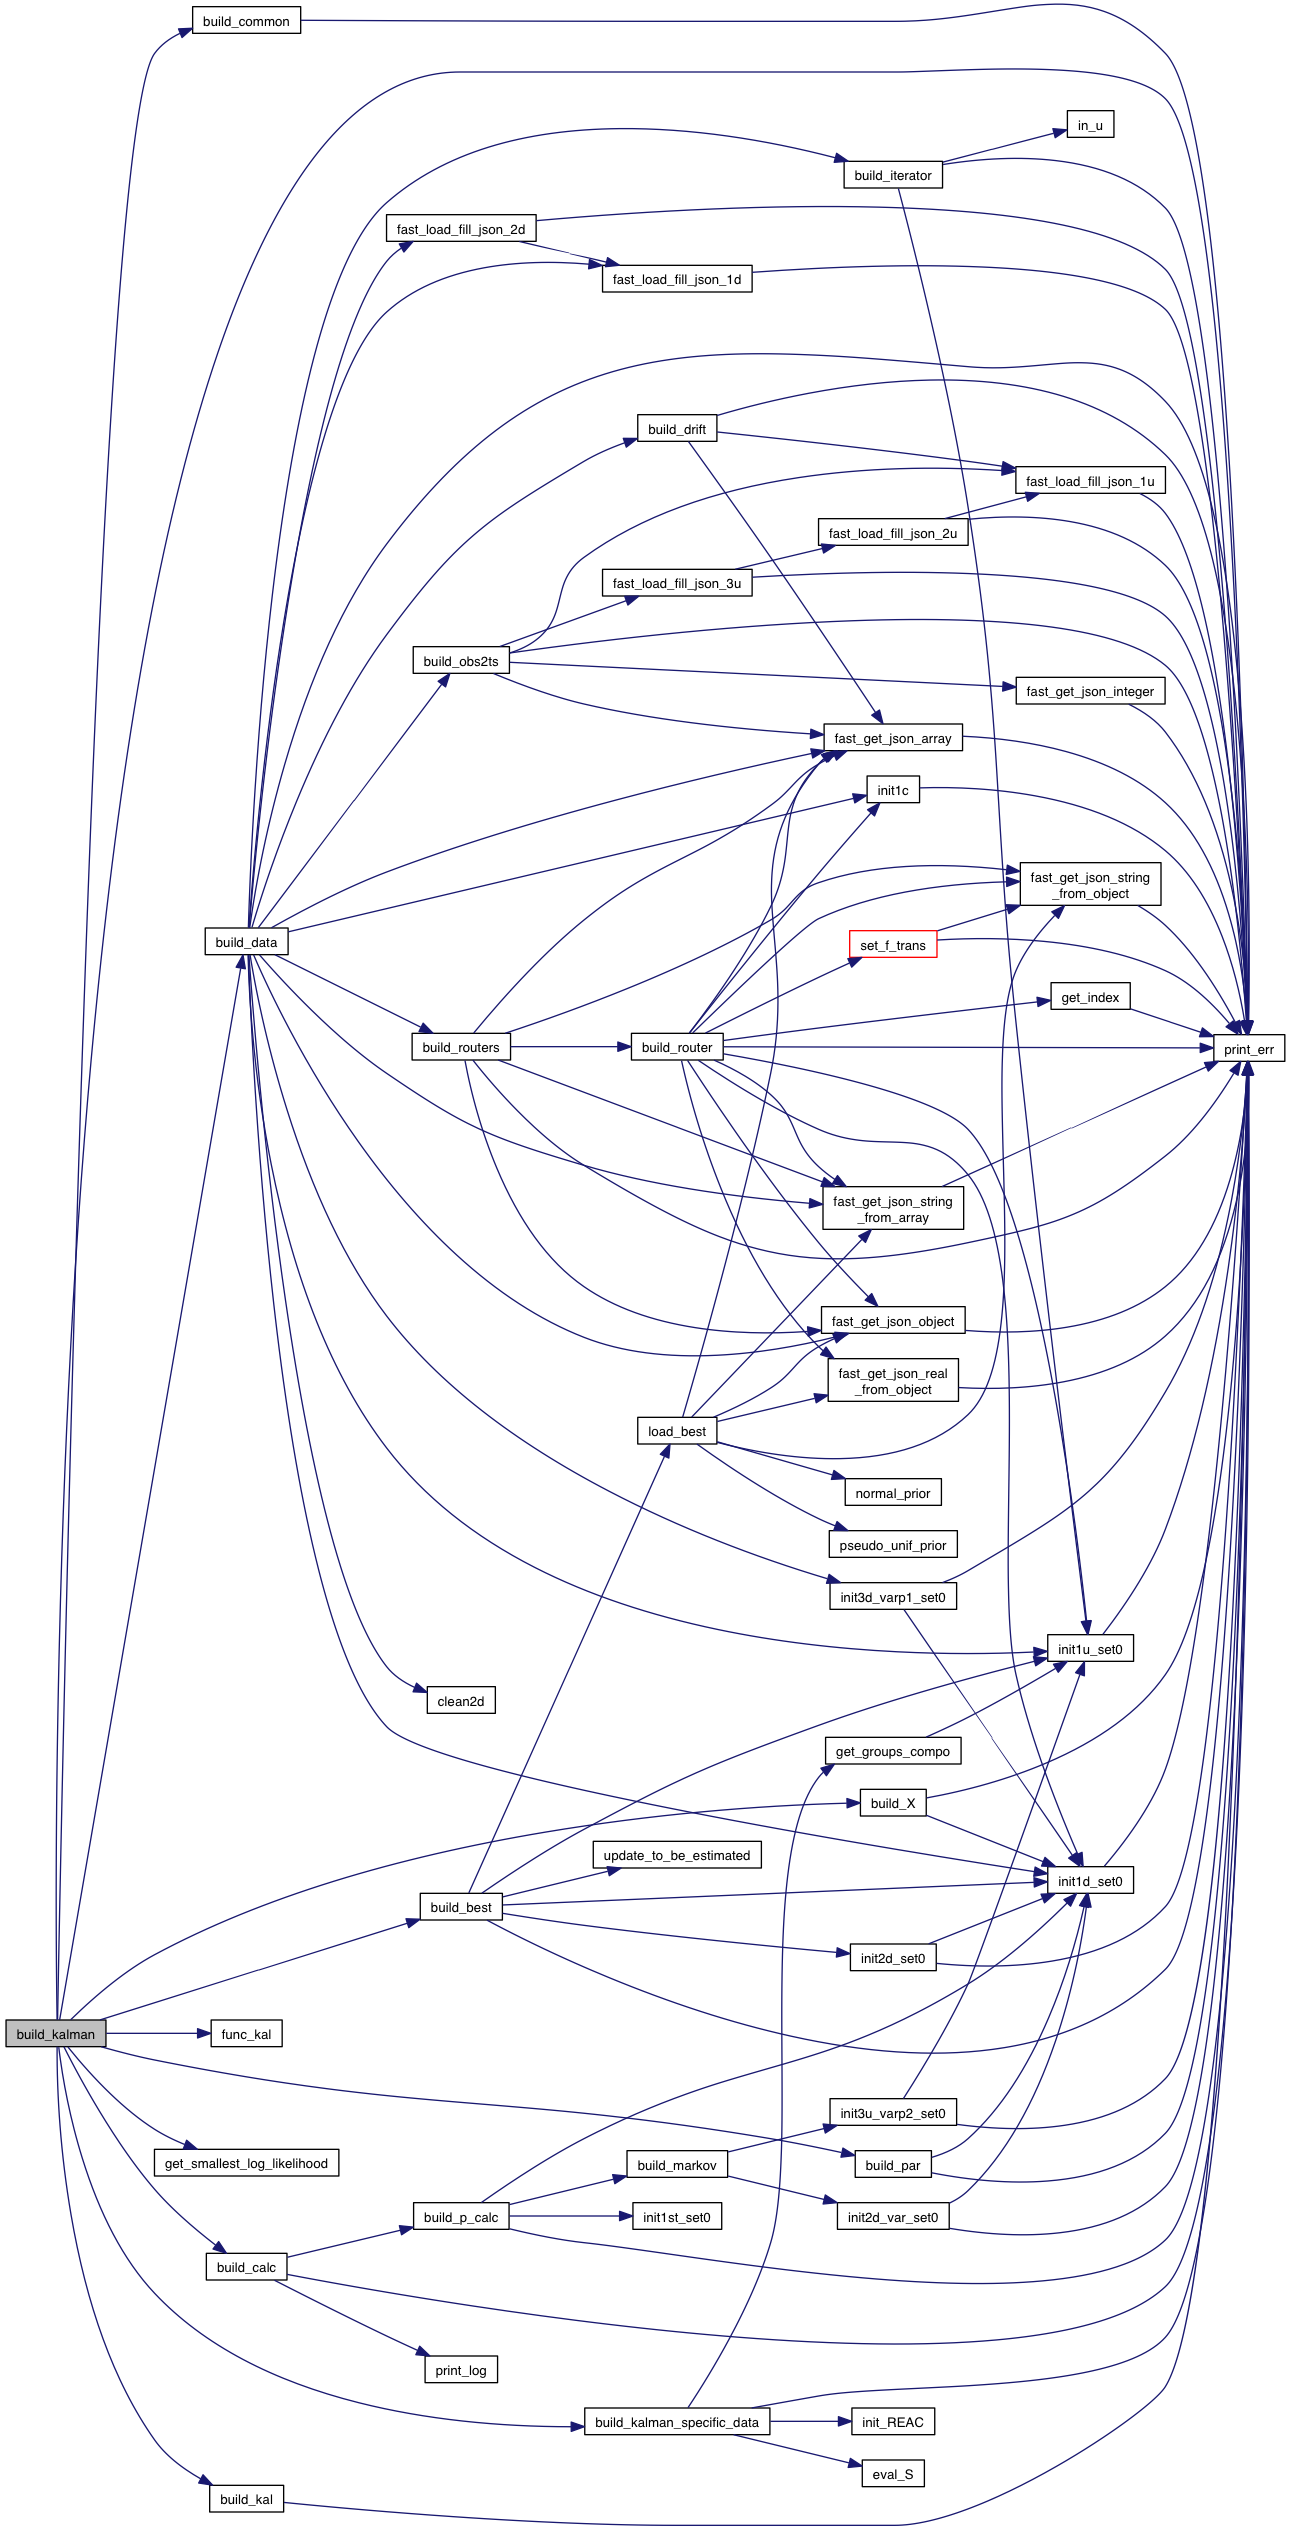 build_common
in_u
build_iterator
fast_load_fill_json_2d
fast_load_fill_json_1d
build_drift
fast_load_fill_json_1u
fast_load_fill_json_2u
fast_load_fill_json_3u
build_obs2ts
fast_get_json_integer
fast_get_json_array
init1c
fast_get_json_string
_from_object
build_data
set_f_trans
get_index
build_routers
build_router
print_err
fast_get_json_string
_from_array
fast_get_json_object
fast_get_json_real
_from_object
load_best
normal_prior
pseudo_unif_prior
init3d_varp1_set0
init1u_set0
clean2d
get_groups_compo
build_X
update_to_be_estimated
init1d_set0
build_best
init2d_set0
build_kalman
func_kal
init3u_varp2_set0
get_smallest_log_likelihood
build_markov
build_par
build_p_calc
init1st_set0
init2d_var_set0
build_calc
print_log
build_kalman_specific_data
init_REAC
eval_S
build_kal